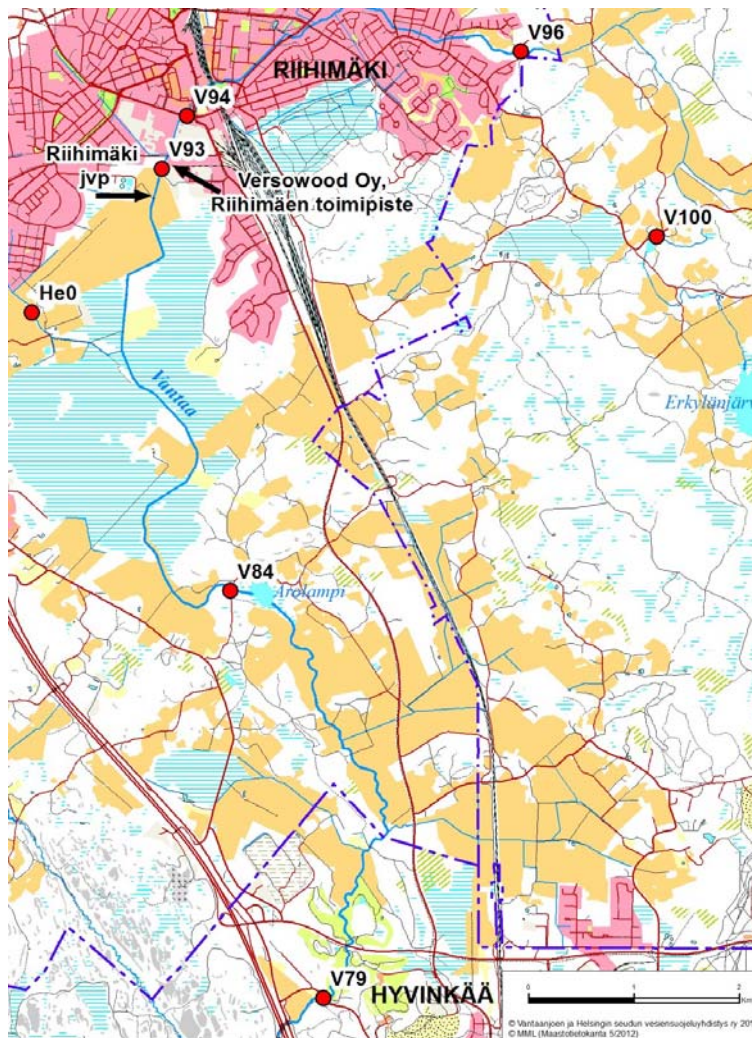 V96
RIIHIMÄKI
V94
V93
Riihimäki
jvp
Versowood Oy,
Riihimäen toimipiste
V100
He0
Vantaa
V84
Arolampi
V79
HYVINKÄÄ
0 1 2
Km
© Vantaanjoen ja Helsingin seudun vesiensuojeluyhdistys ry
© MML (Maastotietokanta 5/2012)